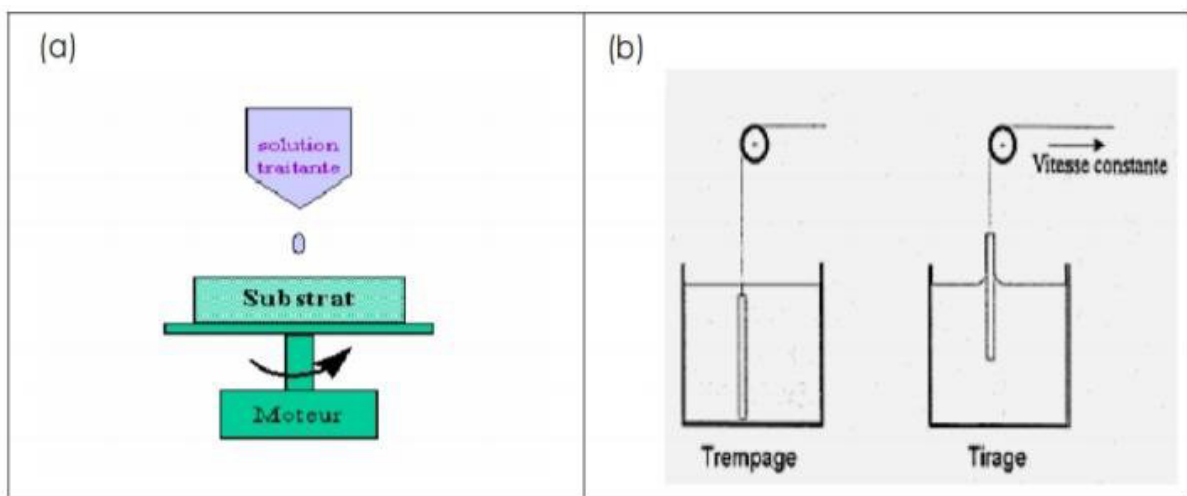 (a)
solution
traitante
Substrat
Moteur
(b)
Vitesse constante
Trempage
Tirage